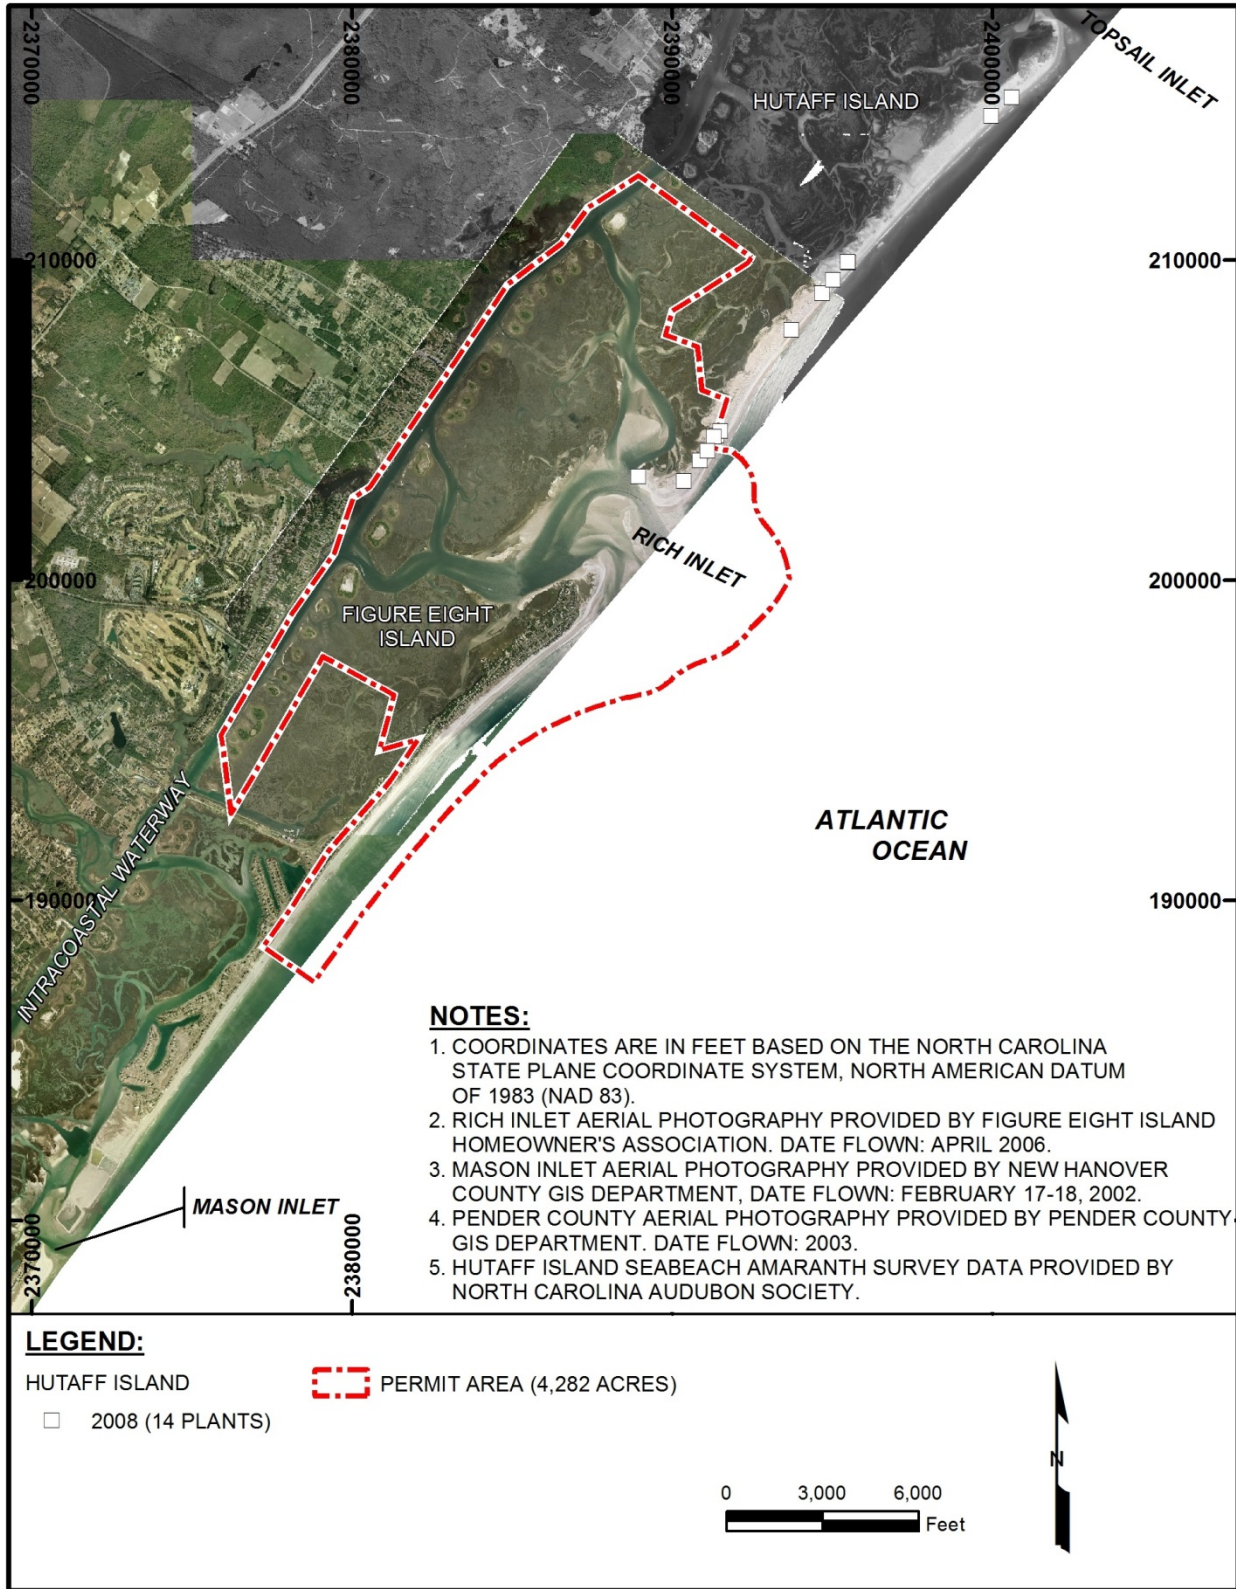 2370000
2380000
2390000
2400000
TOPSAIL INLET
HUTAFF ISLAND
210000
210000
RICH INLET
200000
200000
FIGURE EIGHT
ISLAND
INTRACOASTAL WATERWAY
ATLANTIC
OCEAN
190000
190000
MASON INLET
2370000
2380000
NOTES:
1. COORDINATES ARE IN FEET BASED ON THE NORTH CAROLINA
STATE PLANE COORDINATE SYSTEM, NORTH AMERICAN DATUM
OF 1983 (NAD 83).
2. RICH INLET AERIAL PHOTOGRAPHY PROVIDED BY FIGURE EIGHT ISLAND
HOMEOWNER'S ASSOCIATION. DATE FLOWN: APRIL 2006.
3. MASON INLET AERIAL PHOTOGRAPHY PROVIDED BY NEW HANOVER
COUNTY GIS DEPARTMENT, DATE FLOWN: FEBRUARY 17-18, 2002.
4. PENDER COUNTY AERIAL PHOTOGRAPHY PROVIDED BY PENDER COUNTY
GIS DEPARTMENT. DATE FLOWN: 2003.
5. HUTAFF ISLAND SEABEACH AMARANTH SURVEY DATA PROVIDED BY
NORTH CAROLINA AUDUBON SOCIETY.
LEGEND:
HUTAFF ISLAND
PERMIT AREA (4,282 ACRES)
2008 (14 PLANTS)
N
0 3,000 6,000
Feet